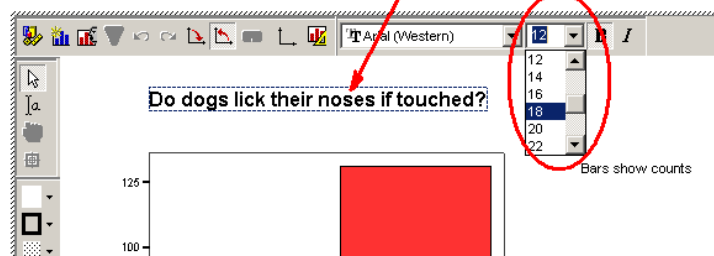 Arial (Western) 12 B I
12
14
16
18
20
22
a
Do dogs lick their noses if touched?
Bars show counts
125
100